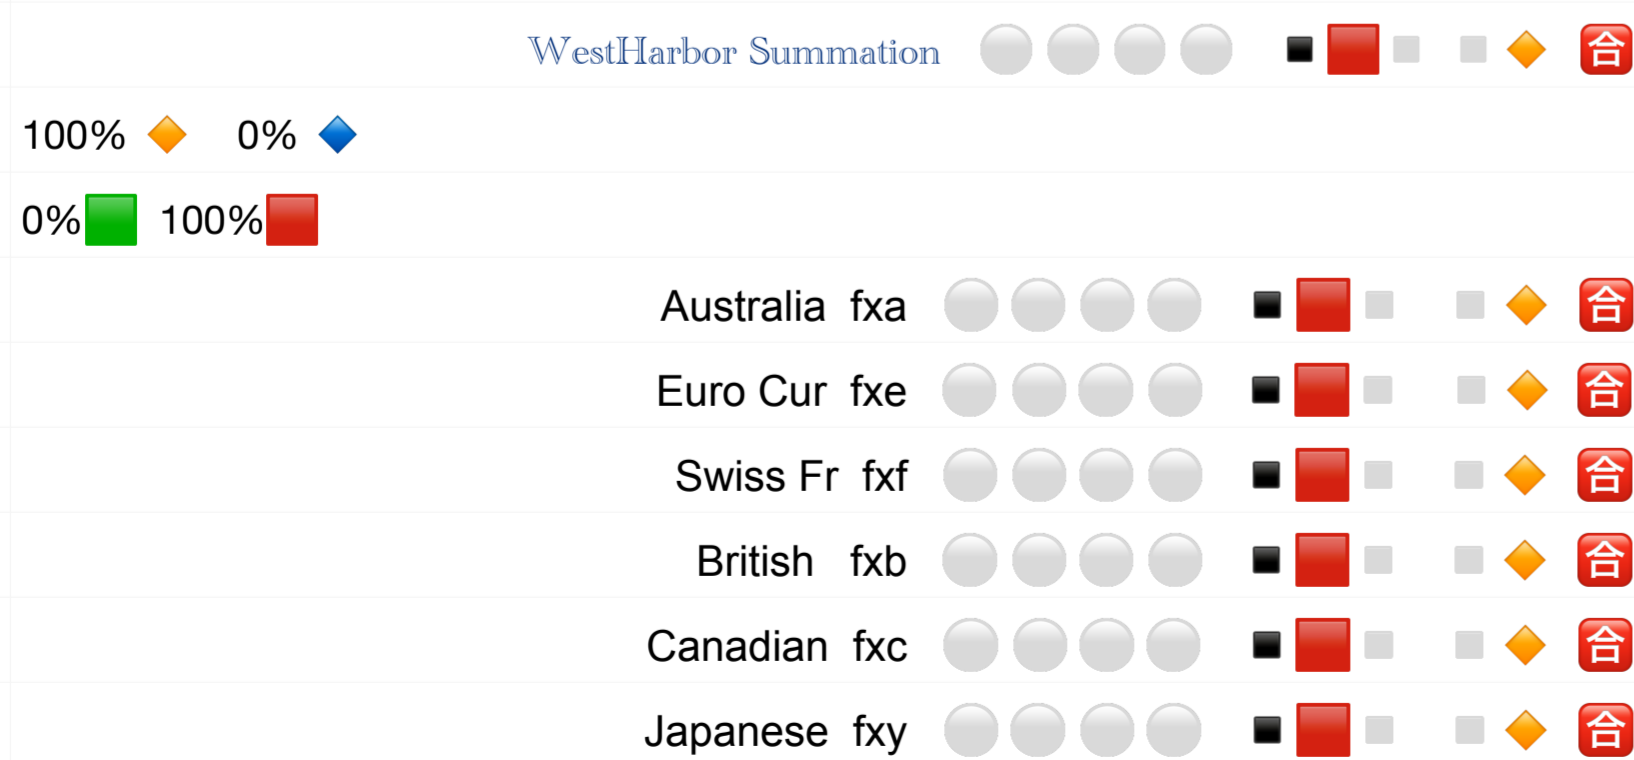 WestHarbor Summation 合
100% 0%
0% 100%
Australia fxa 合
Euro Cur fxe 合
Swiss Fr fxf 合
British fxb 合
Canadian fxc 合
Japanese fxy 合